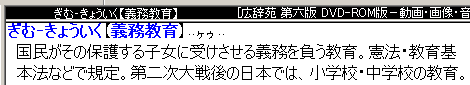 ぎむ‐きょういく【義務教育】 [広辞苑 第六版 DVD-ROM版－動画・画像・音
ぎむ‐きょういく【義務教育】‥ヶゥ‥
国民がその保護する子女に受けさせる義務を負う教育。憲法・教育基
本法などで規定。第二次大戦後の日本では、小学校・中学校の教育。